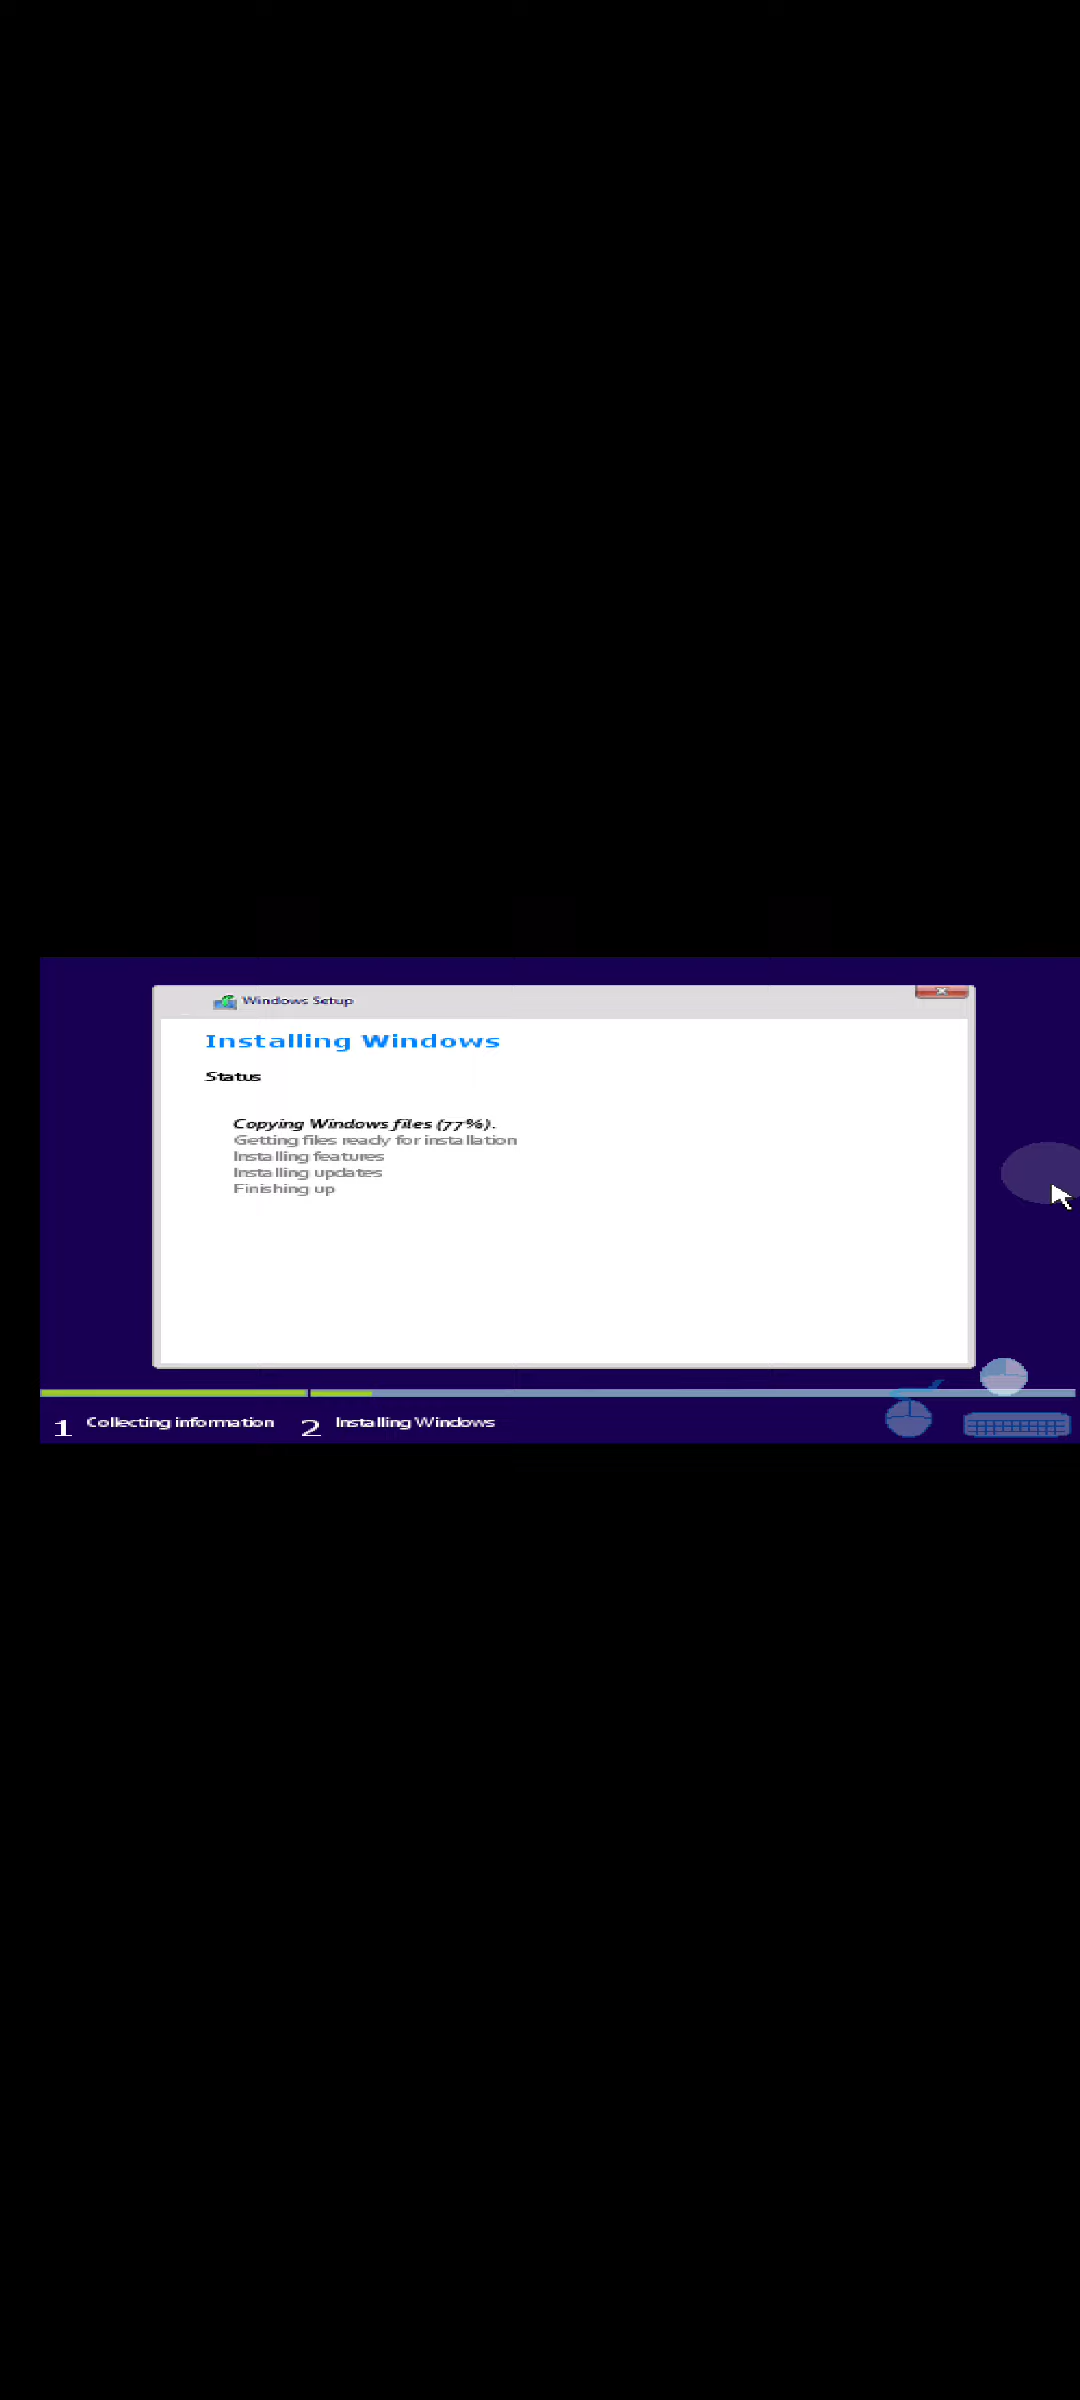 Windows Setup
Installing Windows
Status
Copying Windows files (77%).
Getting files ready for installation
Installing features
Installing updates
Finishing up
1 Collecting information 2 Installing Windows